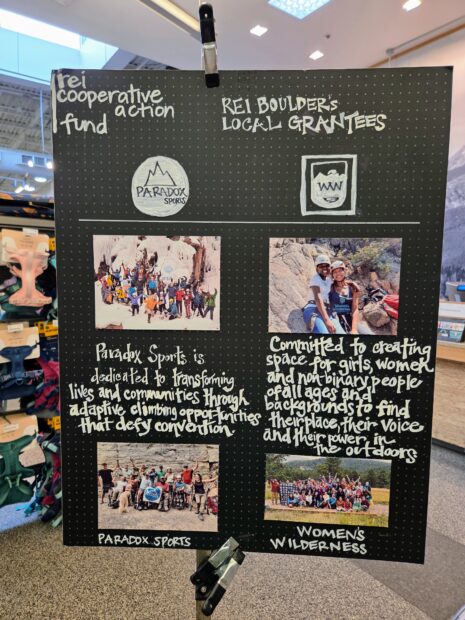 rei
cooperative
action
fund
REI BOULDER'S
LOCAL GRANTEES
PARADOX
SPORTS
WW
Paradox Sports is
dedicated to transforming
lives and communities through
adaptive climbing opportunities
that defy convention
PARADOX SPORTS
Committed to creating
space for girls, women
and non-binary people
of all ages and
backgrounds to find
their place, their voice
and their power in
the outdoors
WOMEN'S
WILDERNESS